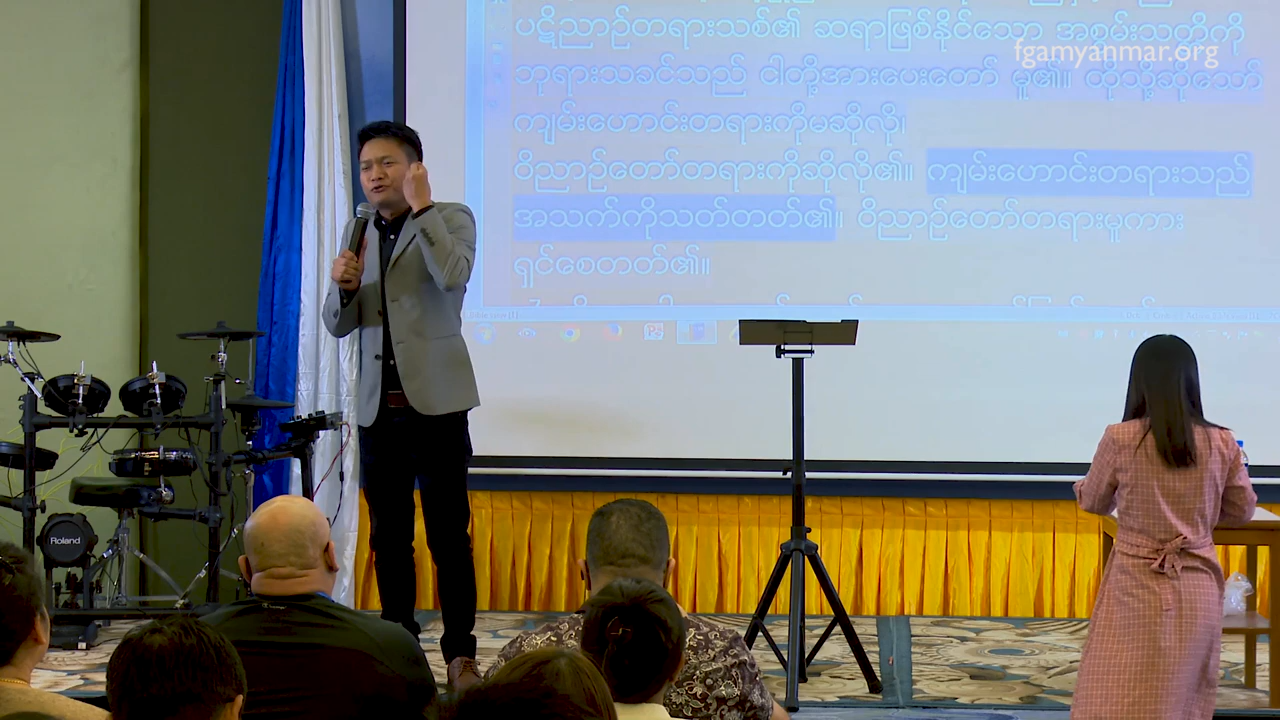 ပဋိညာဉ်တရားသစ်၏ ဆရာဖြစ်နိုင်သော အစွမ်းသတ္တိကို
fgamyanmar.org
ဘုရားသခင်သည် ငါတို့အားပေးတော် မူ၏။ ထိုသို့ဆိုသော်
ကျမ်းဟောင်းတရားကိုမဆိုလို၊
ဝိညာဉ်တော်တရားကိုဆိုလို၏။ ကျမ်းဟောင်းတရားသည်
အသက်ကိုသတ်တတ်၏။ ဝိညာဉ်တော်တရားမူကား
ရှင်စေတတ်၏။
Roland